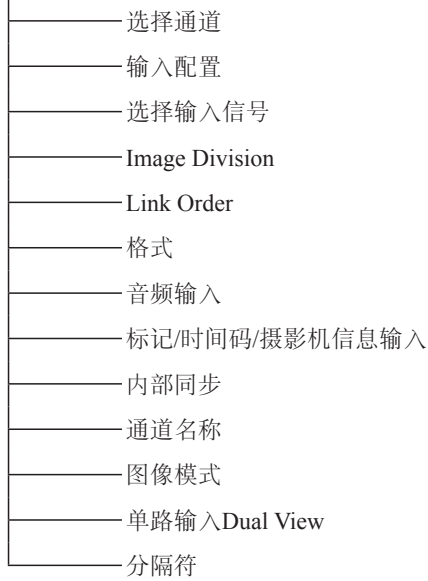 选择通道
输入配置
选择输入信号
Image Division
Link Order
格式
音频输入
标记/时间码/摄影机信息输入
内部同步
通道名称
图像模式
单路输入Dual View
分隔符